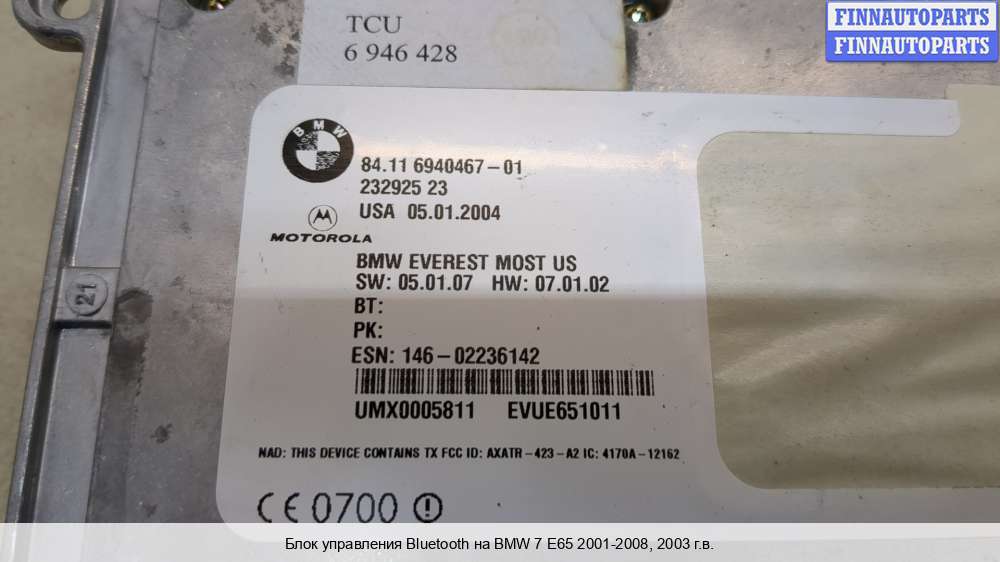 FINNAUTOPARTS
FINNAUTOPARTS
TCU
6 946 428
BMW
84.11 6940467-01
232925 23
USA 05.01.2004
MOTOROLA
BMW EVEREST MOST US
SW: 05.01.07 HW: 07.01.02
BT:
PK:
ESN: 146-02236142
UMX0005811 EVUE651011
NAD: THIS DEVICE CONTAINS TX FCC ID: AXATR-423-A2 IC: 4170A-12162
CE 0700
21
Блок управления Bluetooth на BMW 7 E65 2001-2008, 2003 г.в.